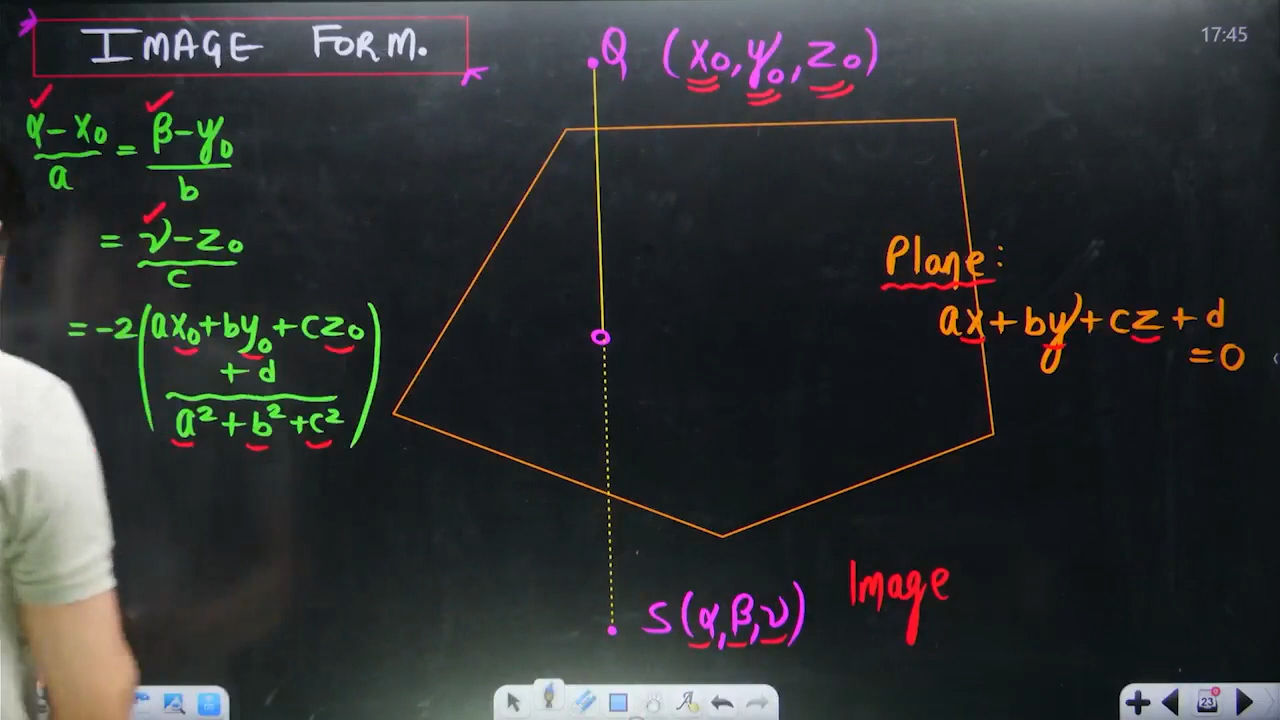 IMAGE FORM.
17:45
Q (x₀, y₀, z₀)
α-x₀/a = β-y₀/b
= ν-z₀/c
= -2(ax₀+by₀+cz₀
+ d
a²+b²+c²)
Plane:
ax+by+cz+d
=0
S(α,β,ν)
Image
23